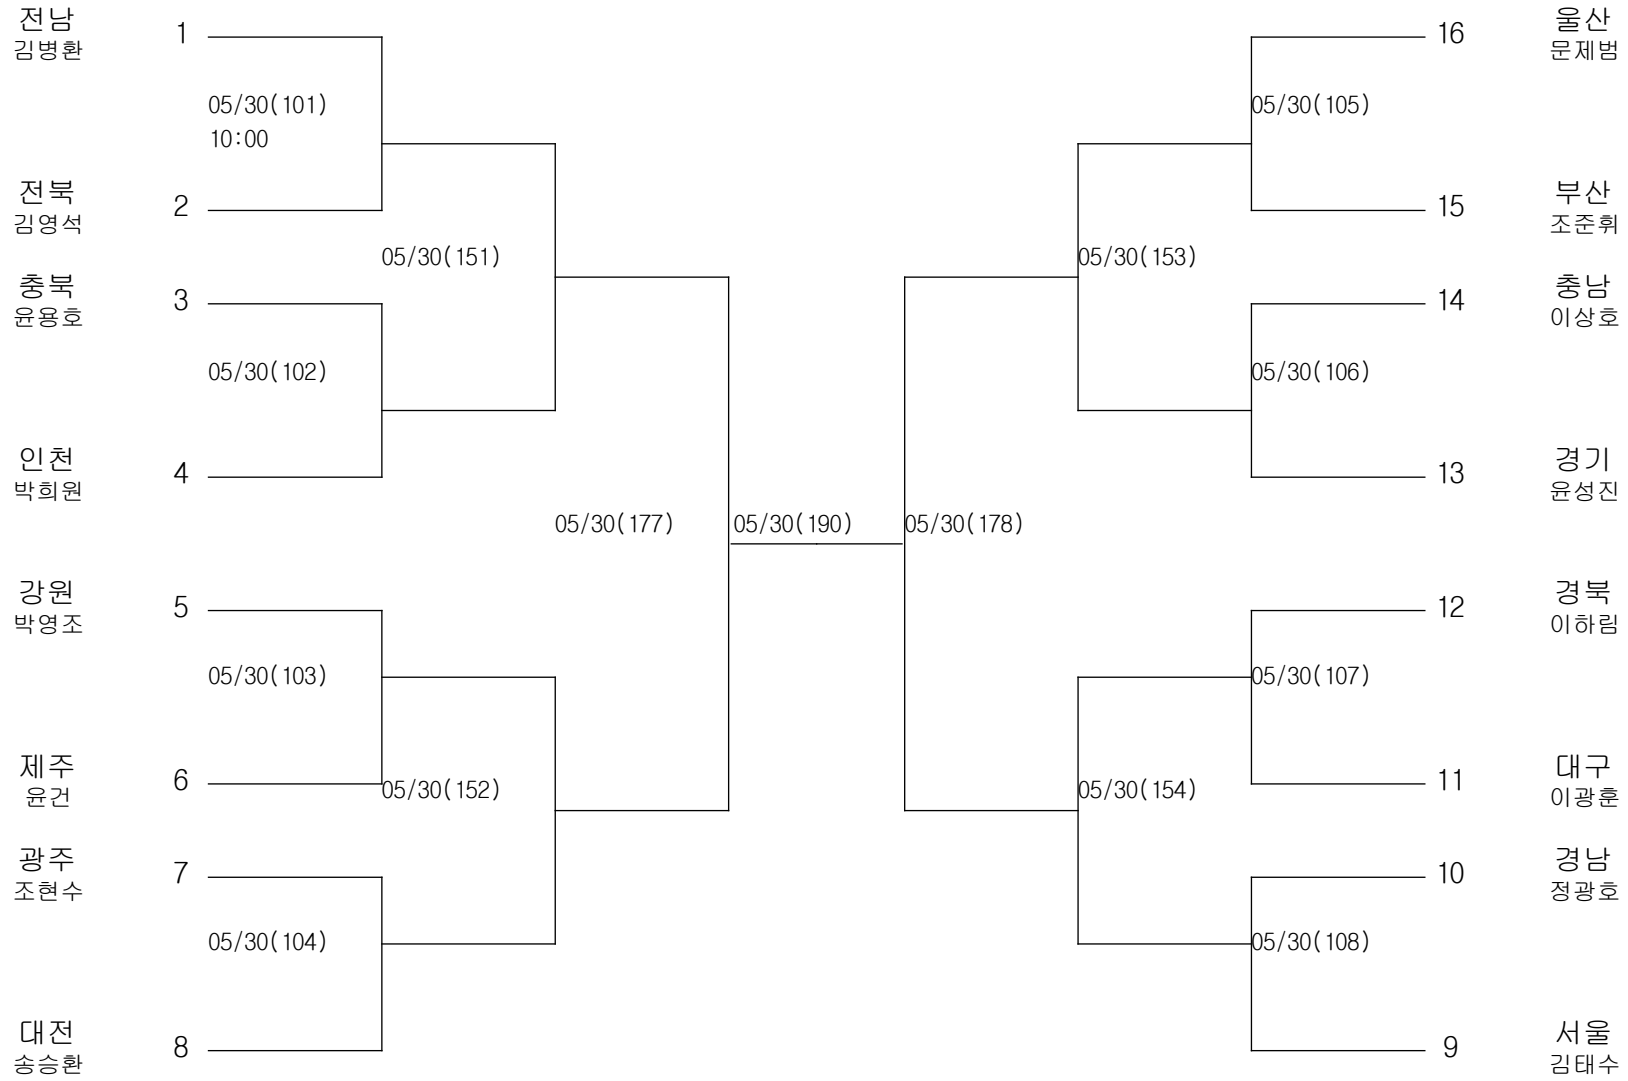 전남
김병환
1
05/30(101)
10:00
전북
김영석
2
05/30(151)
충북
윤용호
3
05/30(102)
인천
박희원
4
05/30(177)
강원
박영조
5
05/30(103)
제주
윤건
6
05/30(152)
광주
조현수
7
05/30(104)
대전
송승환
8
05/30(190)
16
울산
문제범
05/30(105)
15
부산
조준휘
05/30(153)
14
충남
이상호
05/30(106)
13
경기
윤성진
05/30(178)
12
경북
이하림
05/30(107)
11
대구
이광훈
05/30(154)
10
경남
정광호
05/30(108)
9
서울
김태수